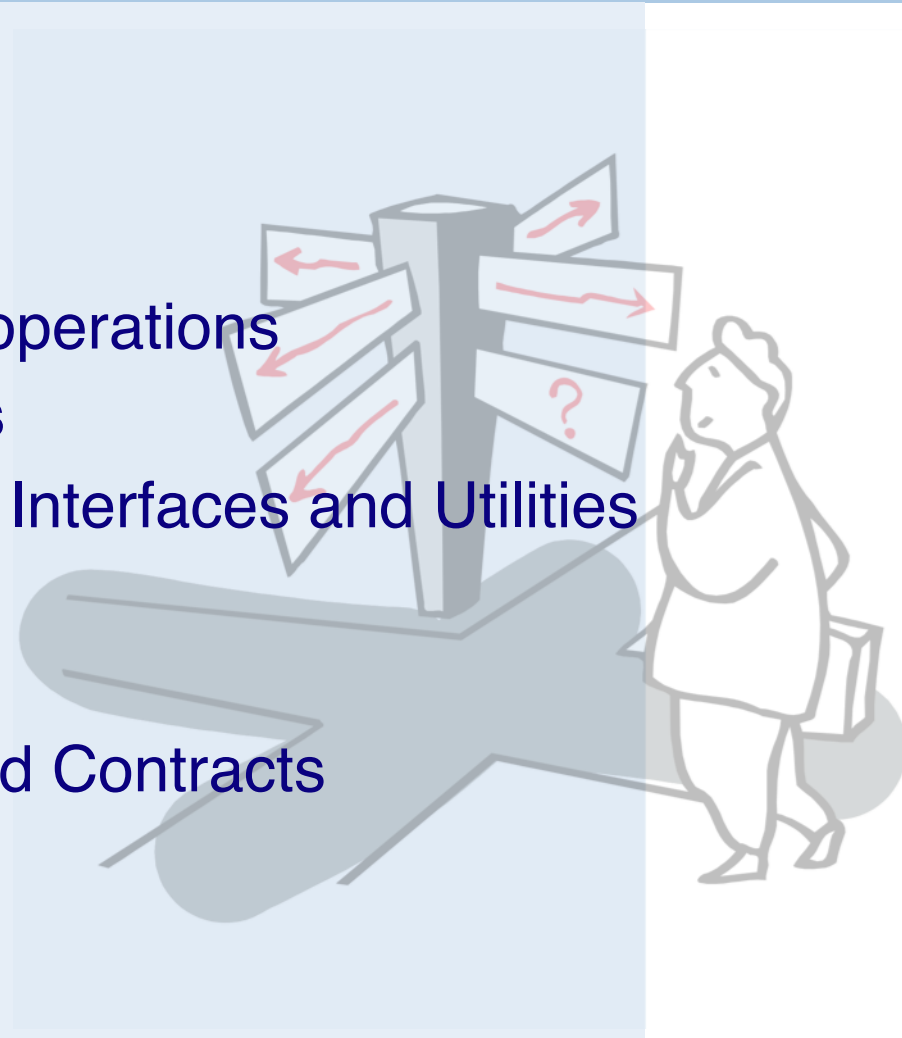 operations
s
Interfaces and Utilities
d Contracts
?